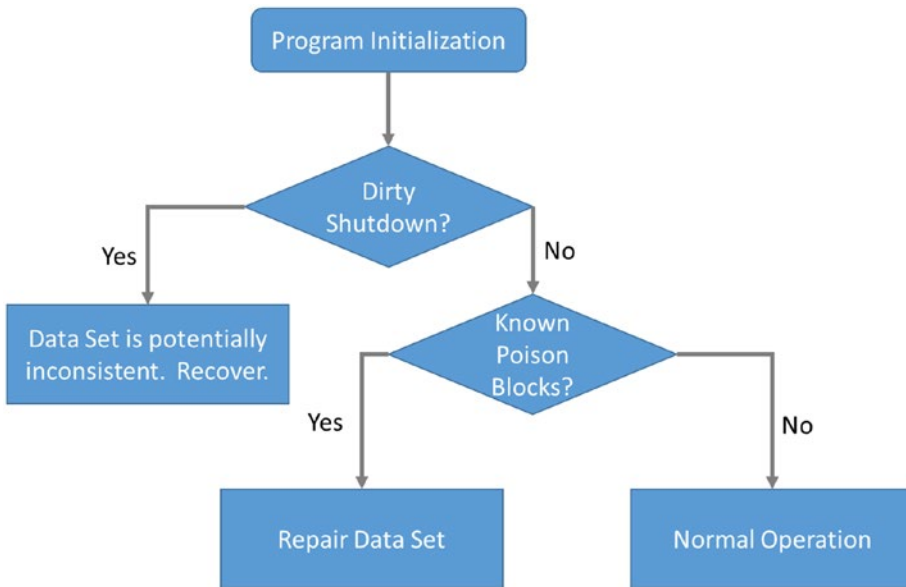 Program Initialization
Dirty
Shutdown?
Yes
No
Data Set is potentially
inconsistent.  Recover.
Known
Poison
Blocks?
Yes
No
Repair Data Set
Normal Operation